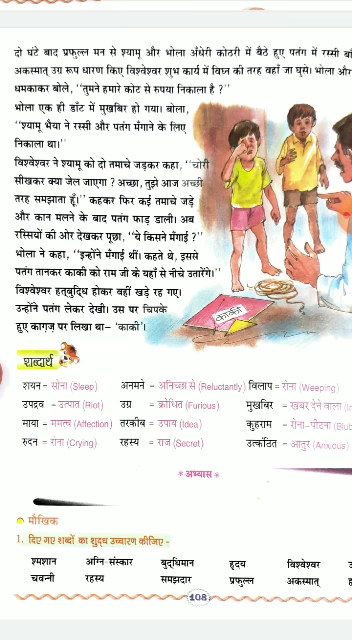 दो घंटे बाद प्रफुल्ल मन से श्यामू और भोला अँधेरी कोठरी में बैठे हुए पतंग में रस्सी
अकस्मात् उग्र रूप धारण किए विश्वेश्वर शुभ कार्य में विघ्न की तरह वहाँ जा घुसे। भोला और
धमकाकर बोले, "तुमने हमारे कोट से रुपया निकाला है ?"
भोला एक ही डाँट में मुखबिर हो गया। बोला,
"श्यामू भैया ने रस्सी और पतंग मँगाने के लिए
निकाला था।"
विश्वेश्वर ने श्यामू को दो तमाचे जड़कर कहा, "चोरी
सीखकर क्या जेल जाएगा ? अच्छा, तुझे आज अच्छी
तरह समझाता हूँ।" कहकर फिर कई तमाचे जड़े
और कान मलने के बाद पतंग फाड़ डाली। अब
रस्सियों की ओर देखकर पूछा, "ये किसने मँगाई ?"
भोला ने कहा, "इन्होंने मँगाई थीं। कहते थे, इससे
पतंग तानकर काकी को राम जी के यहाँ से नीचे उतारेंगे।"
विश्वेश्वर हतबुद्धि होकर वहीं खड़े रह गए।
उन्होंने पतंग लेकर देखी। उस पर चिपके
हुए कागज़ पर लिखा था– 'काकी'।
काकी
शब्दार्थ
शयन = सोना (Sleep) अनमने = अनिच्छा से (Reluctantly) विलाप = रोना (Weeping)
उपद्रव = उत्पात (Riot) उग्र = क्रोधित (Furious) मुखबिर = खबर देने वाला
माया = ममत्व (Affection) तरकीब = उपाय (Idea) कुहराम = रोना-पीटना
रुदन = रोना (Crying) रहस्य = राज (Secret) उत्कंठित = आतुर (Anxious)
* अभ्यास *
मौखिक
1. दिए गए शब्दों का शुद्ध उच्चारण कीजिए -
श्मशान अग्नि-संस्कार बुद्धिमान हृदय विश्वेश्वर
चवन्नी रहस्य समझदार प्रफुल्ल अकस्मात्
108